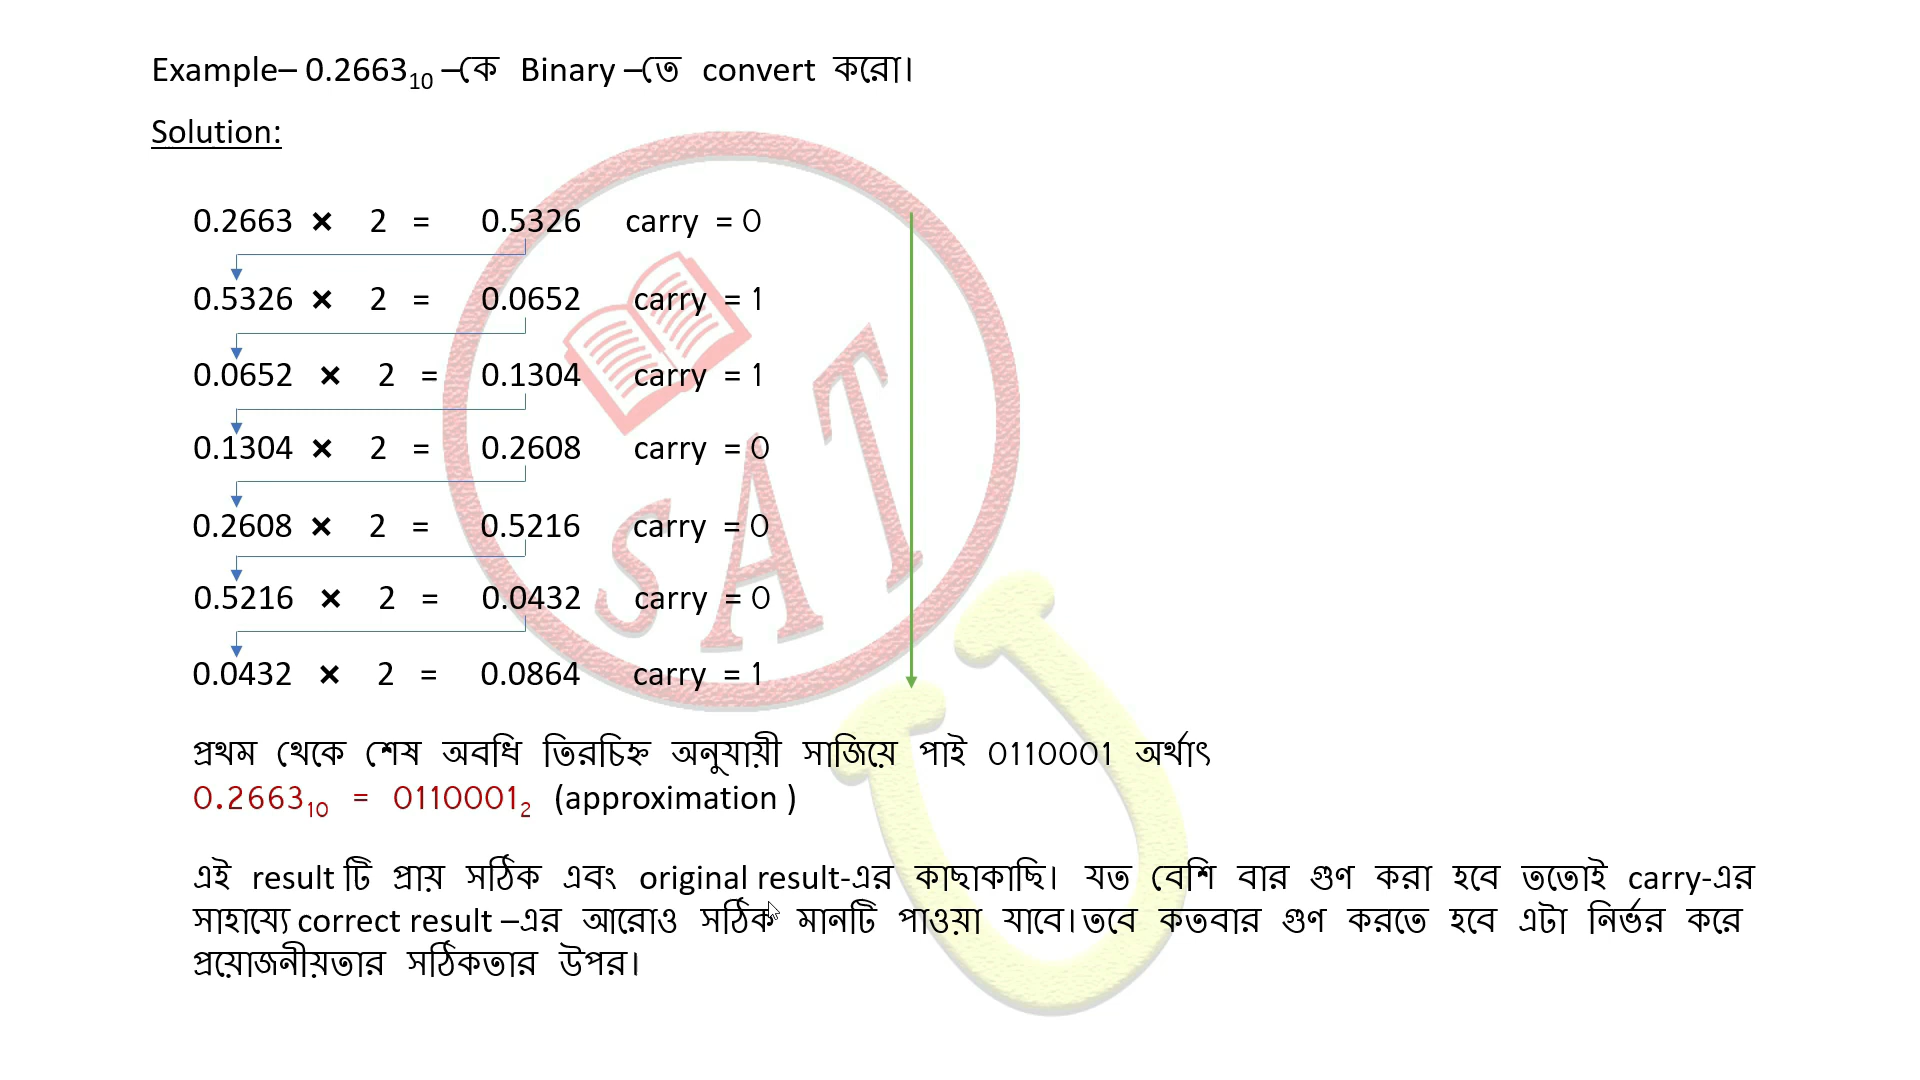 Example– 0.2663₁₀ –কে Binary –তে convert করো।
Solution:
0.2663 × 2 = 0.5326 carry = 0
0.5326 × 2 = 0.0652 carry = 1
0.0652 × 2 = 0.1304 carry = 1
0.1304 × 2 = 0.2608 carry = 0
0.2608 × 2 = 0.5216 carry = 0
0.5216 × 2 = 0.0432 carry = 0
0.0432 × 2 = 0.0864 carry = 1
প্রথম থেকে শেষ অবধি তিরচিহ্ন অনুযায়ী সাজিয়ে পাই 0110001 অর্থাৎ
0.2663₁₀ = 0110001₂ (approximation )
এই result টি প্রায় সঠিক এবং original result-এর কাছাকাছি। যত বেশি বার গুণ করা হবে ততোই carry-এর
সাহায্যে correct result –এর আরোও সঠিক মানটি পাওয়া যাবে। তবে কতবার গুণ করতে হবে এটা নির্ভর করে
প্রয়োজনীয়তার সঠিকতার উপর।
SAT